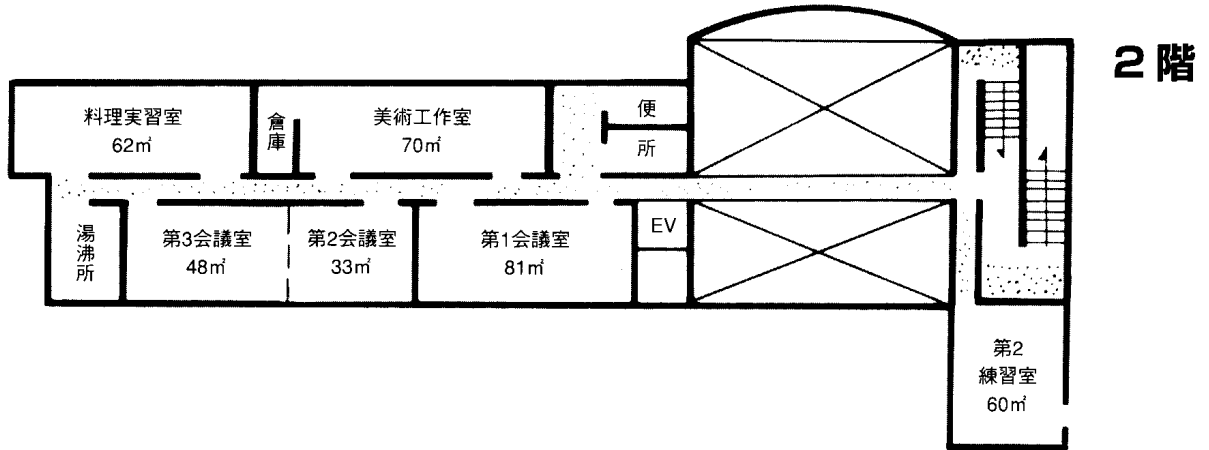 2階
料理実習室
62㎡
倉庫
美術工作室
70㎡
便
所
湯沸所
第3会議室
48㎡
第2会議室
33㎡
第1会議室
81㎡
EV
第2
練習室
60㎡